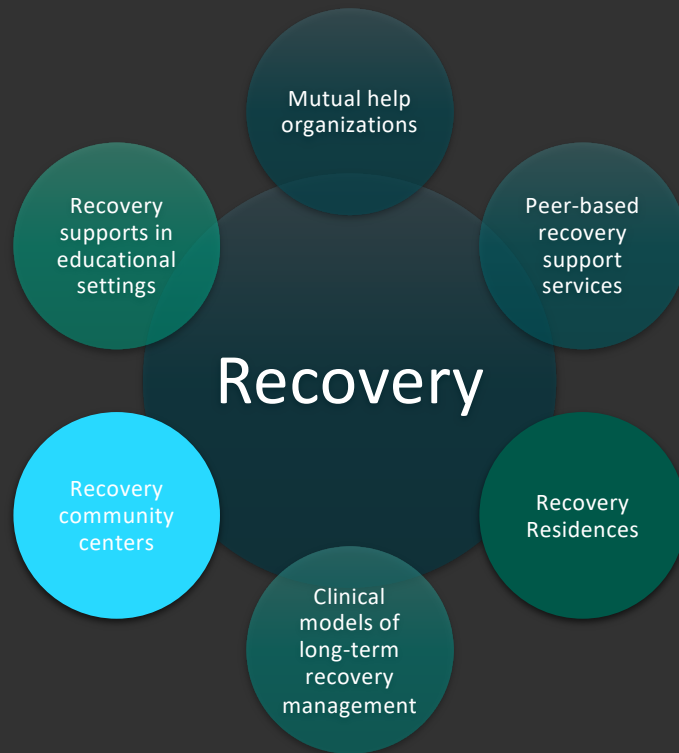 Mutual help
organizations
Peer-based
recovery
support
services
Recovery
Residences
Clinical
models of
long-term
recovery
management
Recovery
community
centers
Recovery
supports in
educational
settings
Recovery